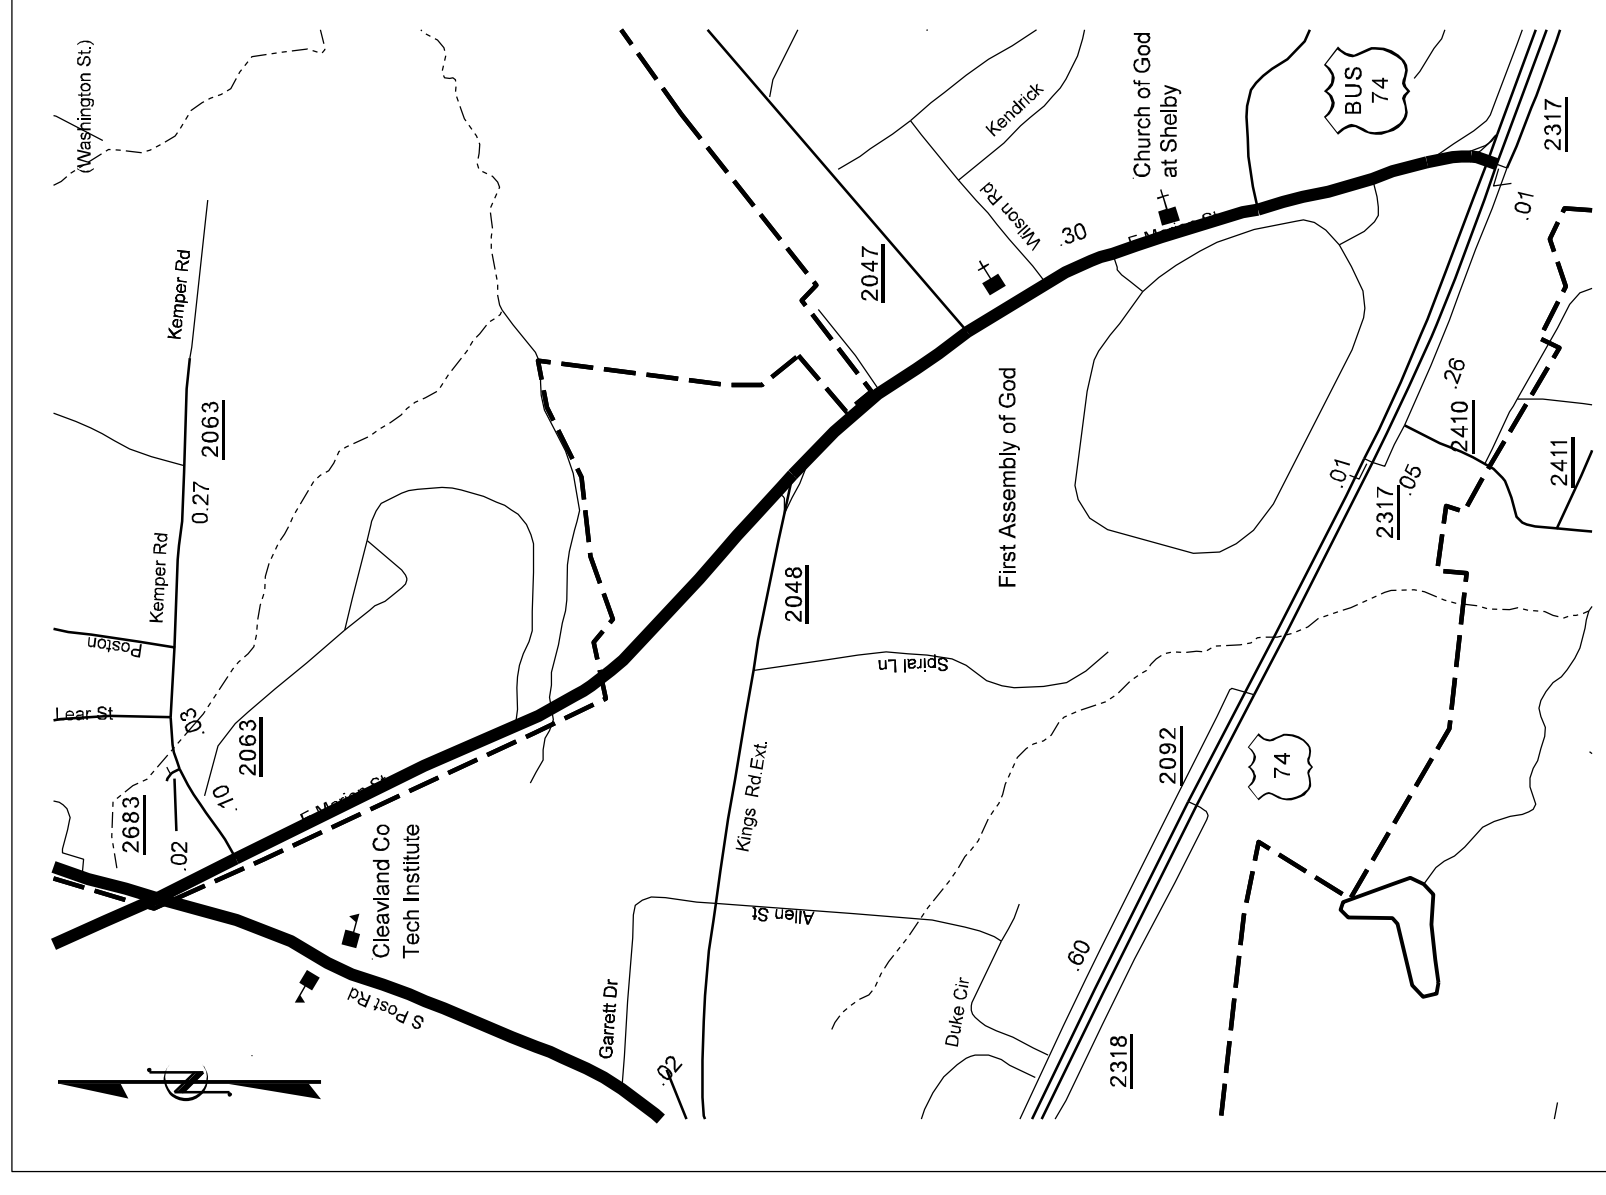 (Washington St.)
Kemper Rd
2063
0.27
Kemper Rd
Poston
Lear St
.03
2063
.10
2683
.02
E Marion St
Cleavland Co
Tech Institute
S Post Rd
N
Garrett Dr
.02
Allen St
Kings Rd.Ext.
Spiral Ln
2048
2047
Wilson Rd
Kendrick
.30
Church of God
at Shelby
E Marion St
First Assembly of God
BUS
74
2317
.01
.26
2410
2411
.01
2317
.05
2092
74
.60
Duke Cir
2318